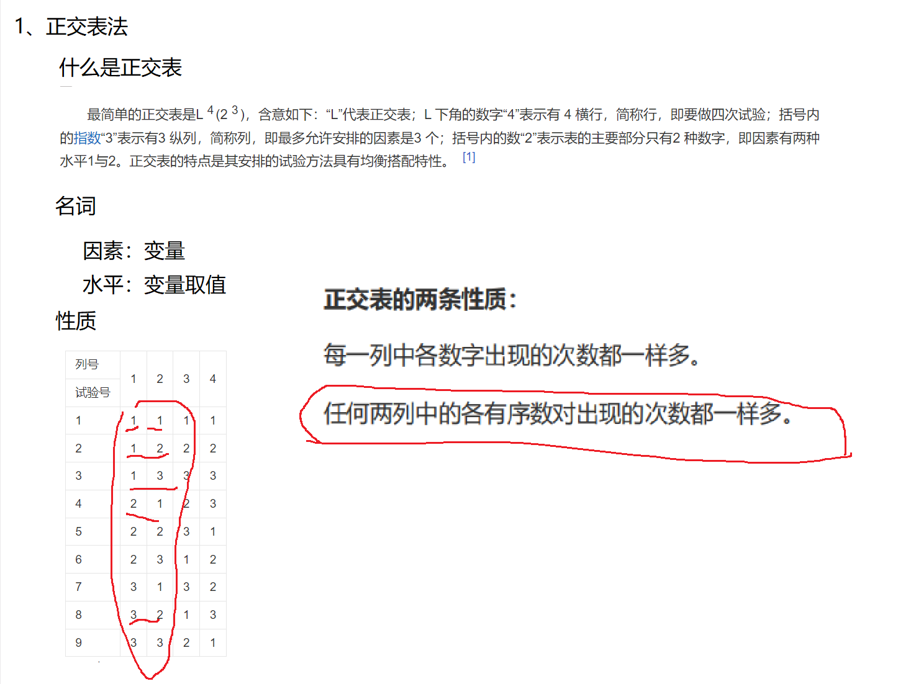 1、正交表法
什么是正交表
最简单的正交表是L 4 (2 3 )，含意如下：“L”代表正交表；L 下角的数字“4”表示有 4 横行，简称行，即要做四次试验；括号内
的指数“3”表示有3 纵列，简称列，即最多允许安排的因素是3 个；括号内的数“2”表示表的主要部分只有2 种数字，即因素有两种
水平1与2。正交表的特点是其安排的试验方法具有均衡搭配特性。 [1]
名词
因素：变量
水平：变量取值
性质
列号 1 2 3 4
试验号
1 1 1 1 1
2 1 2 2 2
3 1 3 3 3
4 2 1 2 3
5 2 2 3 1
6 2 3 1 2
7 3 1 3 2
8 3 2 1 3
9 3 3 2 1
正交表的两条性质：
每一列中各数字出现的次数都一样多。
任何两列中的各有序数对出现的次数都一样多。